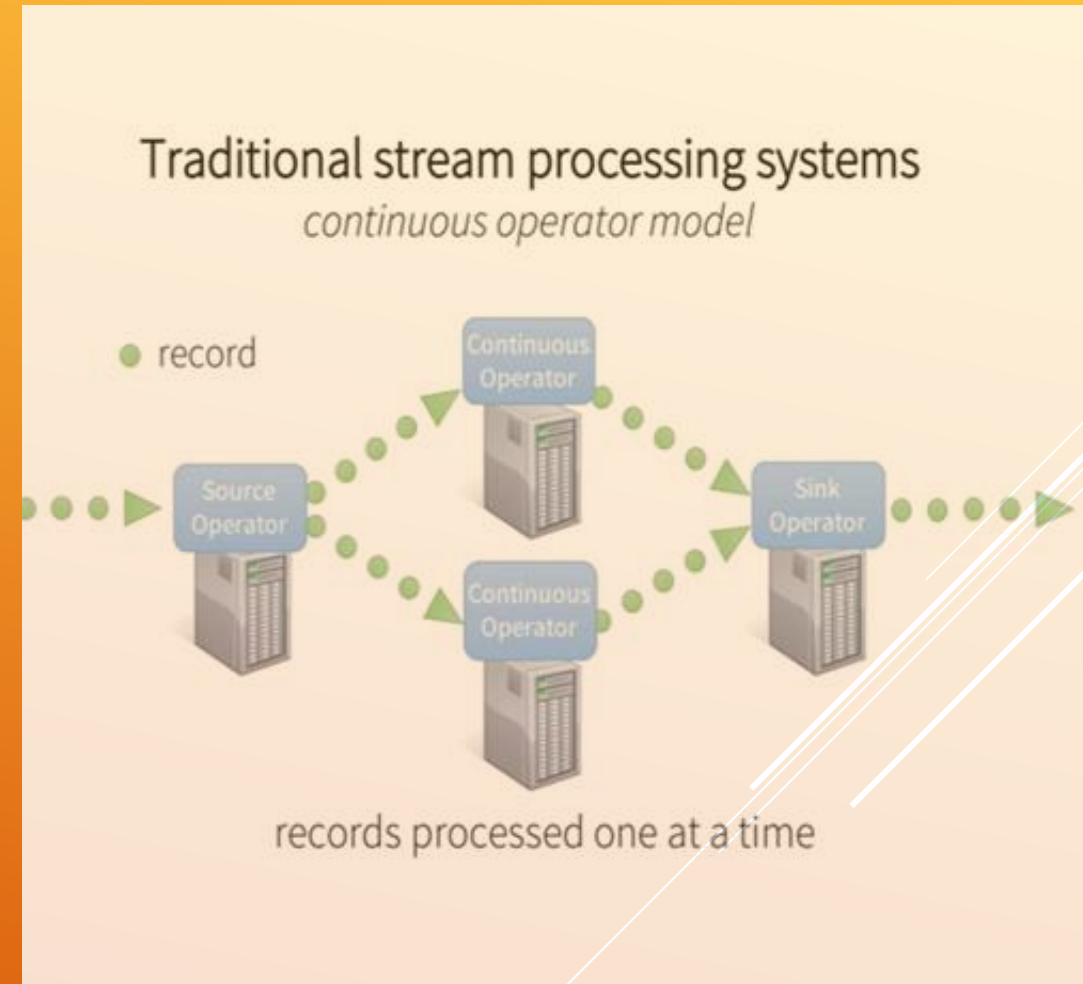 Traditional stream processing systems
continuous operator model
record
Continuous
Operator
Source
Operator
Sink
Operator
Continuous
Operator
records processed one at a time